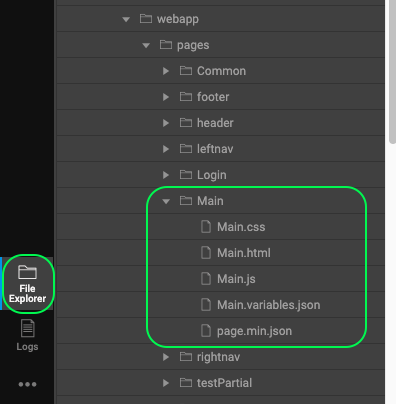 webapp
pages
Common
footer
header
leftnav
Login
Main
Main.css
Main.html
Main.js
Main.variables.json
page.min.json
rightnav
testPartial
File
Explorer
Logs